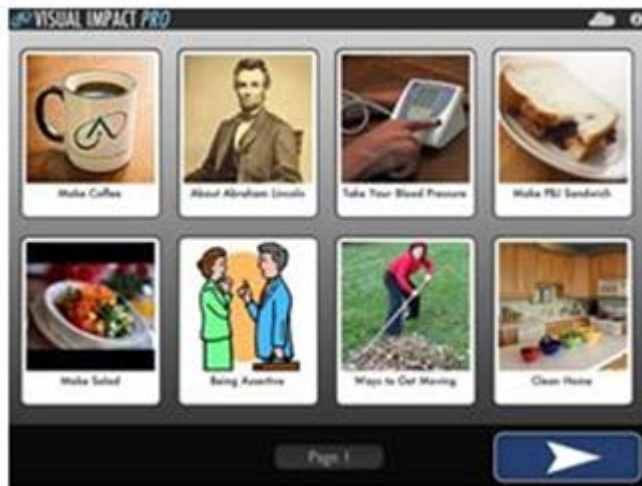 VISUAL IMPACT PRO
Make Coffee
About Abraham Lincoln
Take Your Blood Pressure
Make PBJ Sandwich
Make Salad
Being Assertive
Ways to Get Moving
Clean Home
Page 1